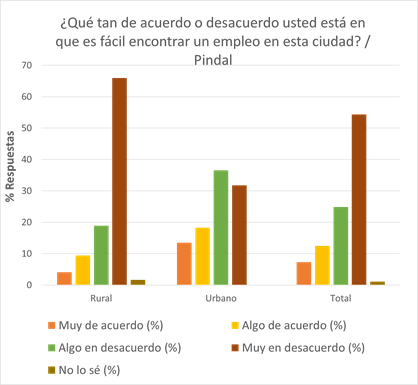 ¿Qué tan de acuerdo o desacuerdo usted está en
que es fácil encontrar un empleo en esta ciudad? /
Pindal
% Respuestas
70
60
50
40
30
20
10
0
Rural
Urbano
Total
Muy de acuerdo (%)
Algo de acuerdo (%)
Algo en desacuerdo (%)
Muy en desacuerdo (%)
No lo sé (%)